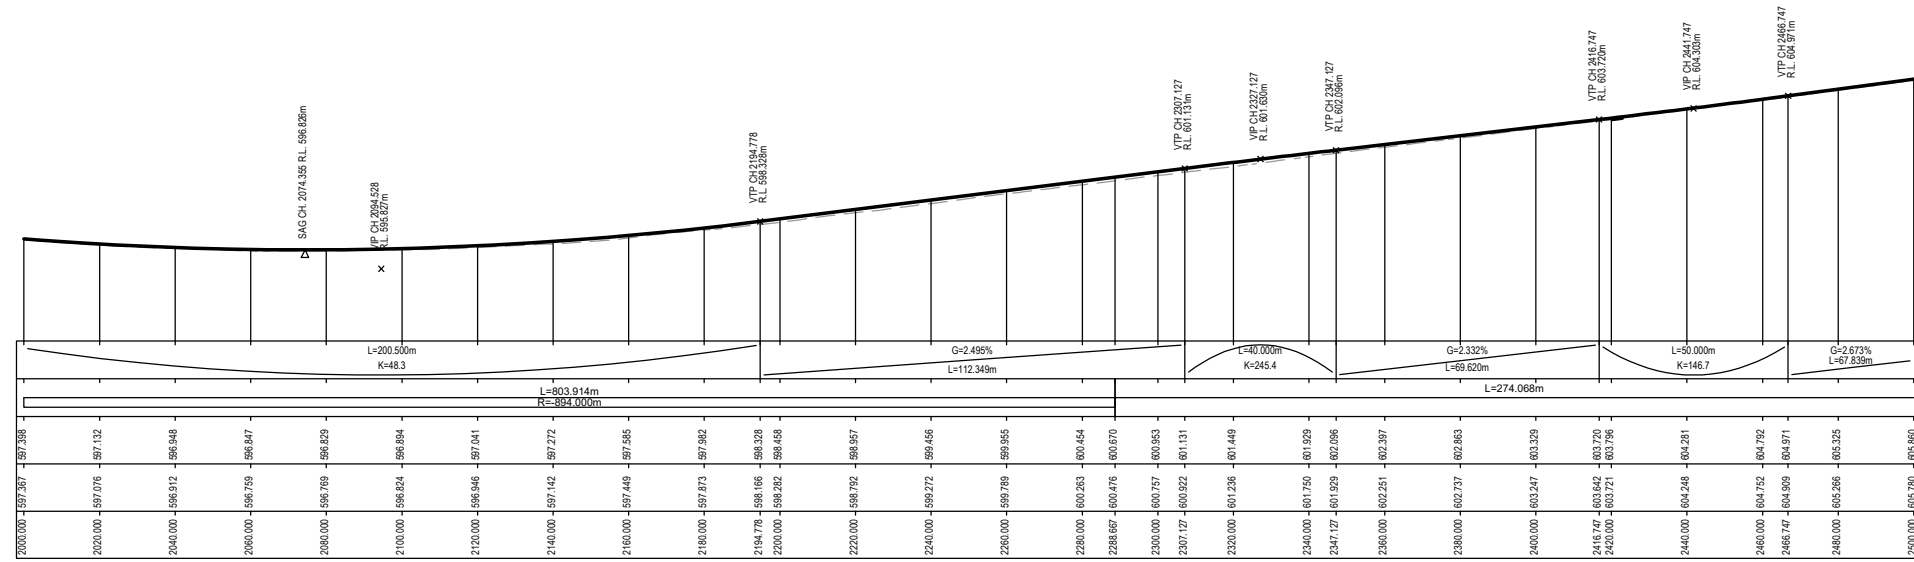 SAG CH. 2074.355 R.L. 596.826m
VIP CH 2094.528
R.L. 595.827m
VTP CH 2194.778
R.L. 598.328m
VTP CH 2307.127
R.L. 601.131m
VIP CH 2327.127
R.L. 601.630m
VTP CH 2347.127
R.L. 602.096m
VTP CH 2416.747
R.L. 603.720m
VIP CH 2441.747
R.L. 604.303m
VTP CH 2466.747
R.L. 604.971m
L=200.500m
K=48.3
G=2.495%
L=112.349m
L=40.000m
K=245.4
G=2.332%
L=69.620m
L=50.000m
K=146.7
G=2.673%
L=67.839m
L=803.914m
R=-894.000m
L=274.068m
597.398 597.132 596.948 596.847 596.829 596.894 597.041 597.272 597.585 597.982 598.328 598.458 598.957 599.456 599.955 600.454 600.670 600.953 601.131 601.449 601.929 602.096 602.397 602.863 603.329 603.720 603.796 604.281 604.792 604.971 605.325 605.860
597.367 597.076 596.912 596.759 596.769 596.824 596.946 597.142 597.449 597.873 598.166 598.282 598.792 599.272 599.789 600.263 600.476 600.757 600.922 601.236 601.750 601.929 602.251 602.737 603.247 603.642 603.721 604.248 604.752 604.909 605.266 605.780
2000.000 2020.000 2040.000 2060.000 2080.000 2100.000 2120.000 2140.000 2160.000 2180.000 2194.778 2200.000 2220.000 2240.000 2260.000 2280.000 2288.667 2300.000 2307.127 2320.000 2340.000 2347.127 2360.000 2380.000 2400.000 2416.747 2420.000 2440.000 2460.000 2466.747 2480.000 2500.000